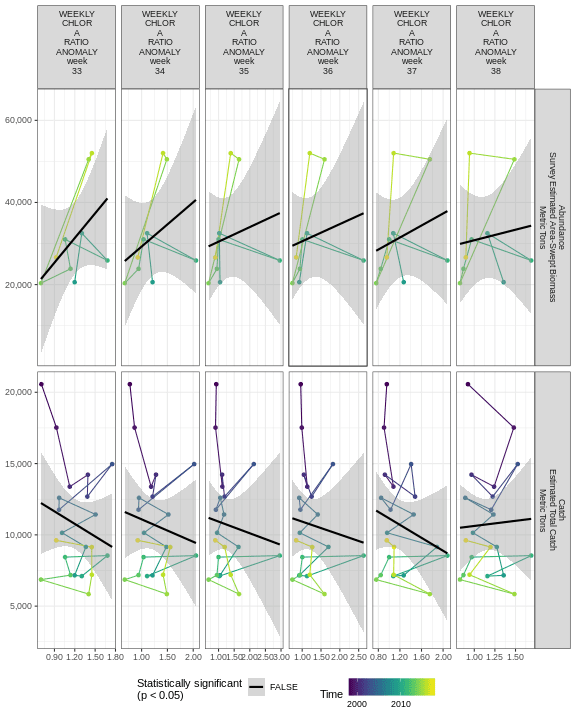 WEEKLY
CHLOR
A
RATIO
ANOMALY
week
33
WEEKLY
CHLOR
A
RATIO
ANOMALY
week
34
WEEKLY
CHLOR
A
RATIO
ANOMALY
week
35
WEEKLY
CHLOR
A
RATIO
ANOMALY
week
36
WEEKLY
CHLOR
A
RATIO
ANOMALY
week
37
WEEKLY
CHLOR
A
RATIO
ANOMALY
week
38
60,000
40,000
20,000
Abundance
Survey Estimated Area-Swept Biomass
Metric Tons
20,000
15,000
10,000
5,000
Catch
Estimated Total Catch
Metric Tons
0.90 1.20 1.50 1.80
1.00 1.50 2.00
1.00 1.50 2.00 2.50 3.00
1.00 1.50 2.00 2.50
0.80 1.20 1.60 2.00
1.00 1.25 1.50
Statistically significant
(p < 0.05)
FALSE
Time
2000 2010